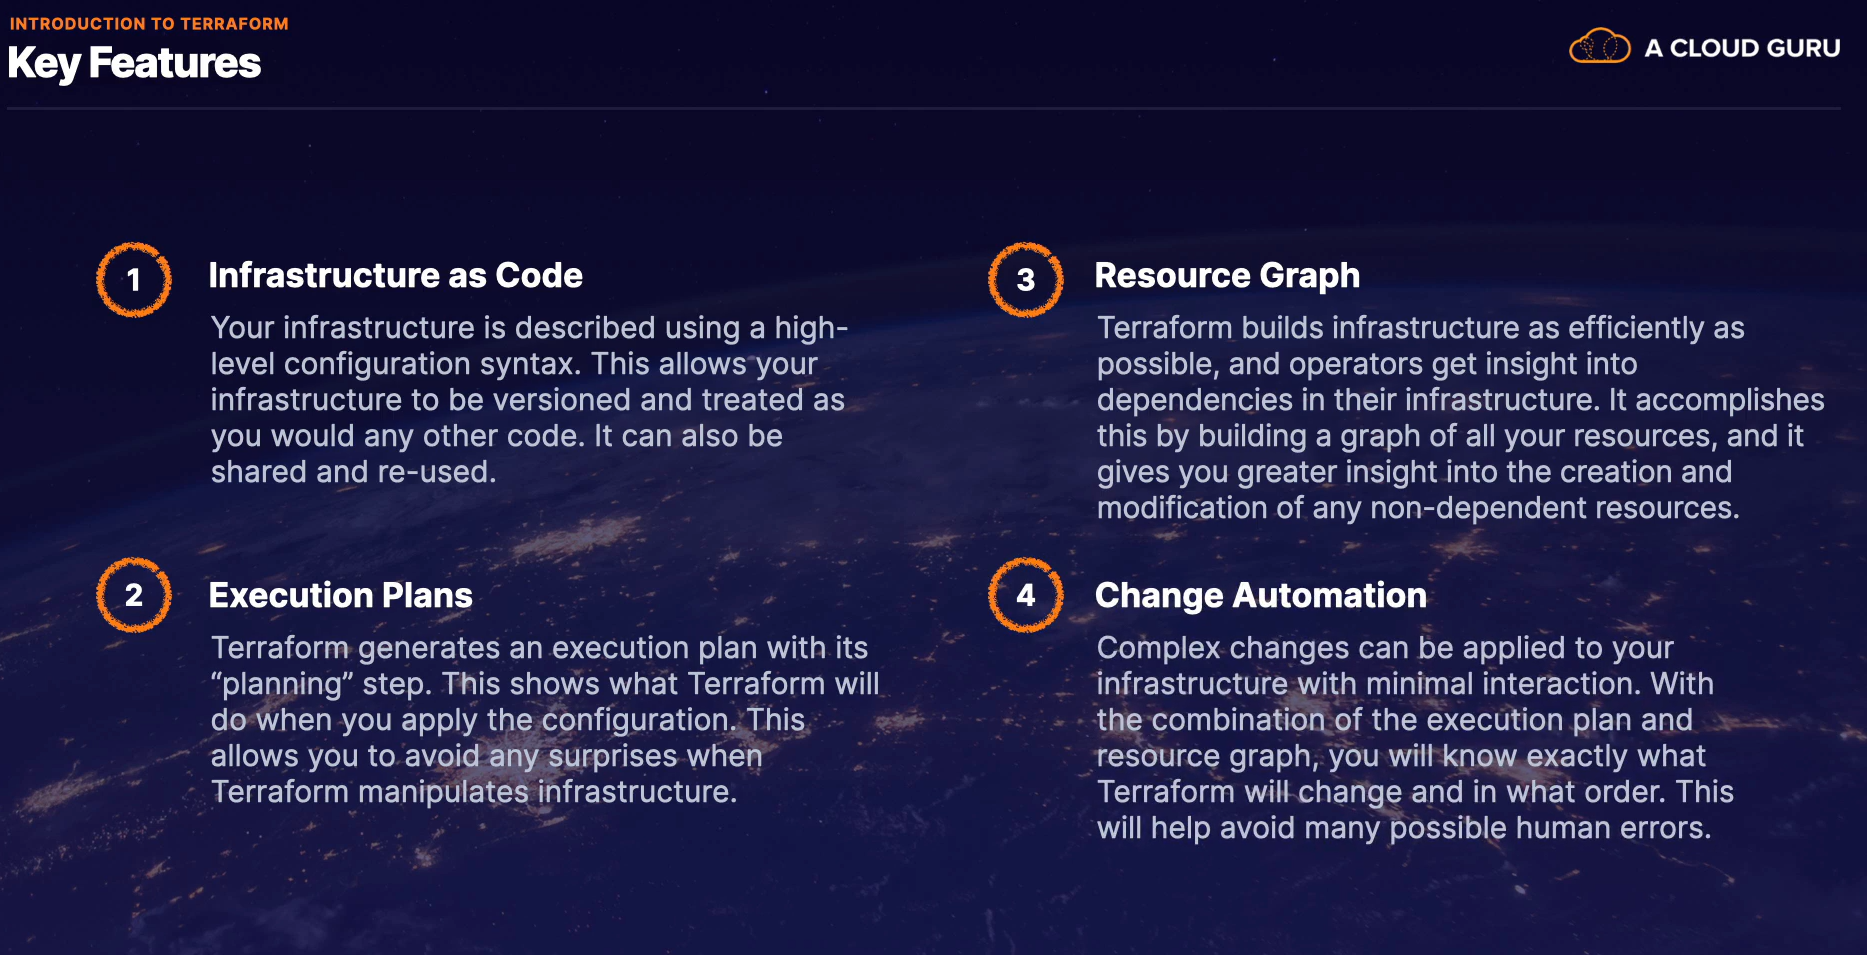 INTRODUCTION TO TERRAFORM
Key Features
A CLOUD GURU
1
Infrastructure as Code
Your infrastructure is described using a high-
level configuration syntax. This allows your
infrastructure to be versioned and treated as
you would any other code. It can also be
shared and re-used.
2
Execution Plans
Terraform generates an execution plan with its
“planning” step. This shows what Terraform will
do when you apply the configuration. This
allows you to avoid any surprises when
Terraform manipulates infrastructure.
3
Resource Graph
Terraform builds infrastructure as efficiently as
possible, and operators get insight into
dependencies in their infrastructure. It accomplishes
this by building a graph of all your resources, and it
gives you greater insight into the creation and
modification of any non-dependent resources.
4
Change Automation
Complex changes can be applied to your
infrastructure with minimal interaction. With
the combination of the execution plan and
resource graph, you will know exactly what
Terraform will change and in what order. This
will help avoid many possible human errors.